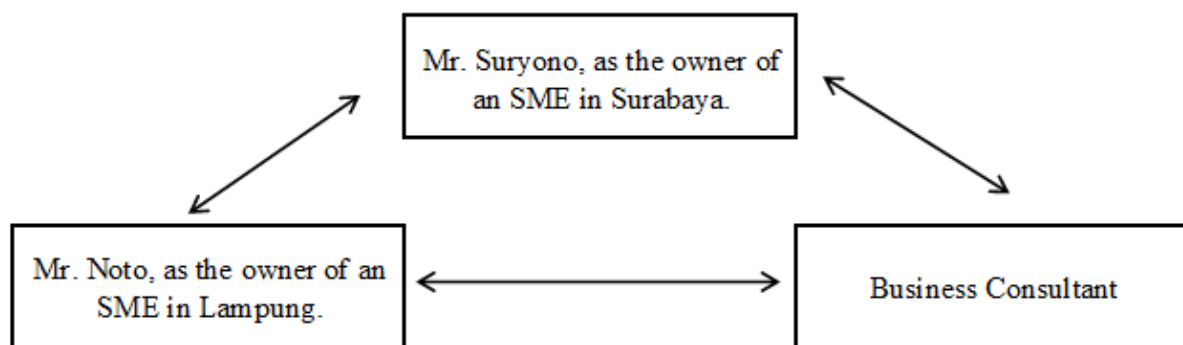 Mr. Suryono, as the owner of
an SME in Surabaya.
Mr. Noto, as the owner of an
SME in Lampung.
Business Consultant